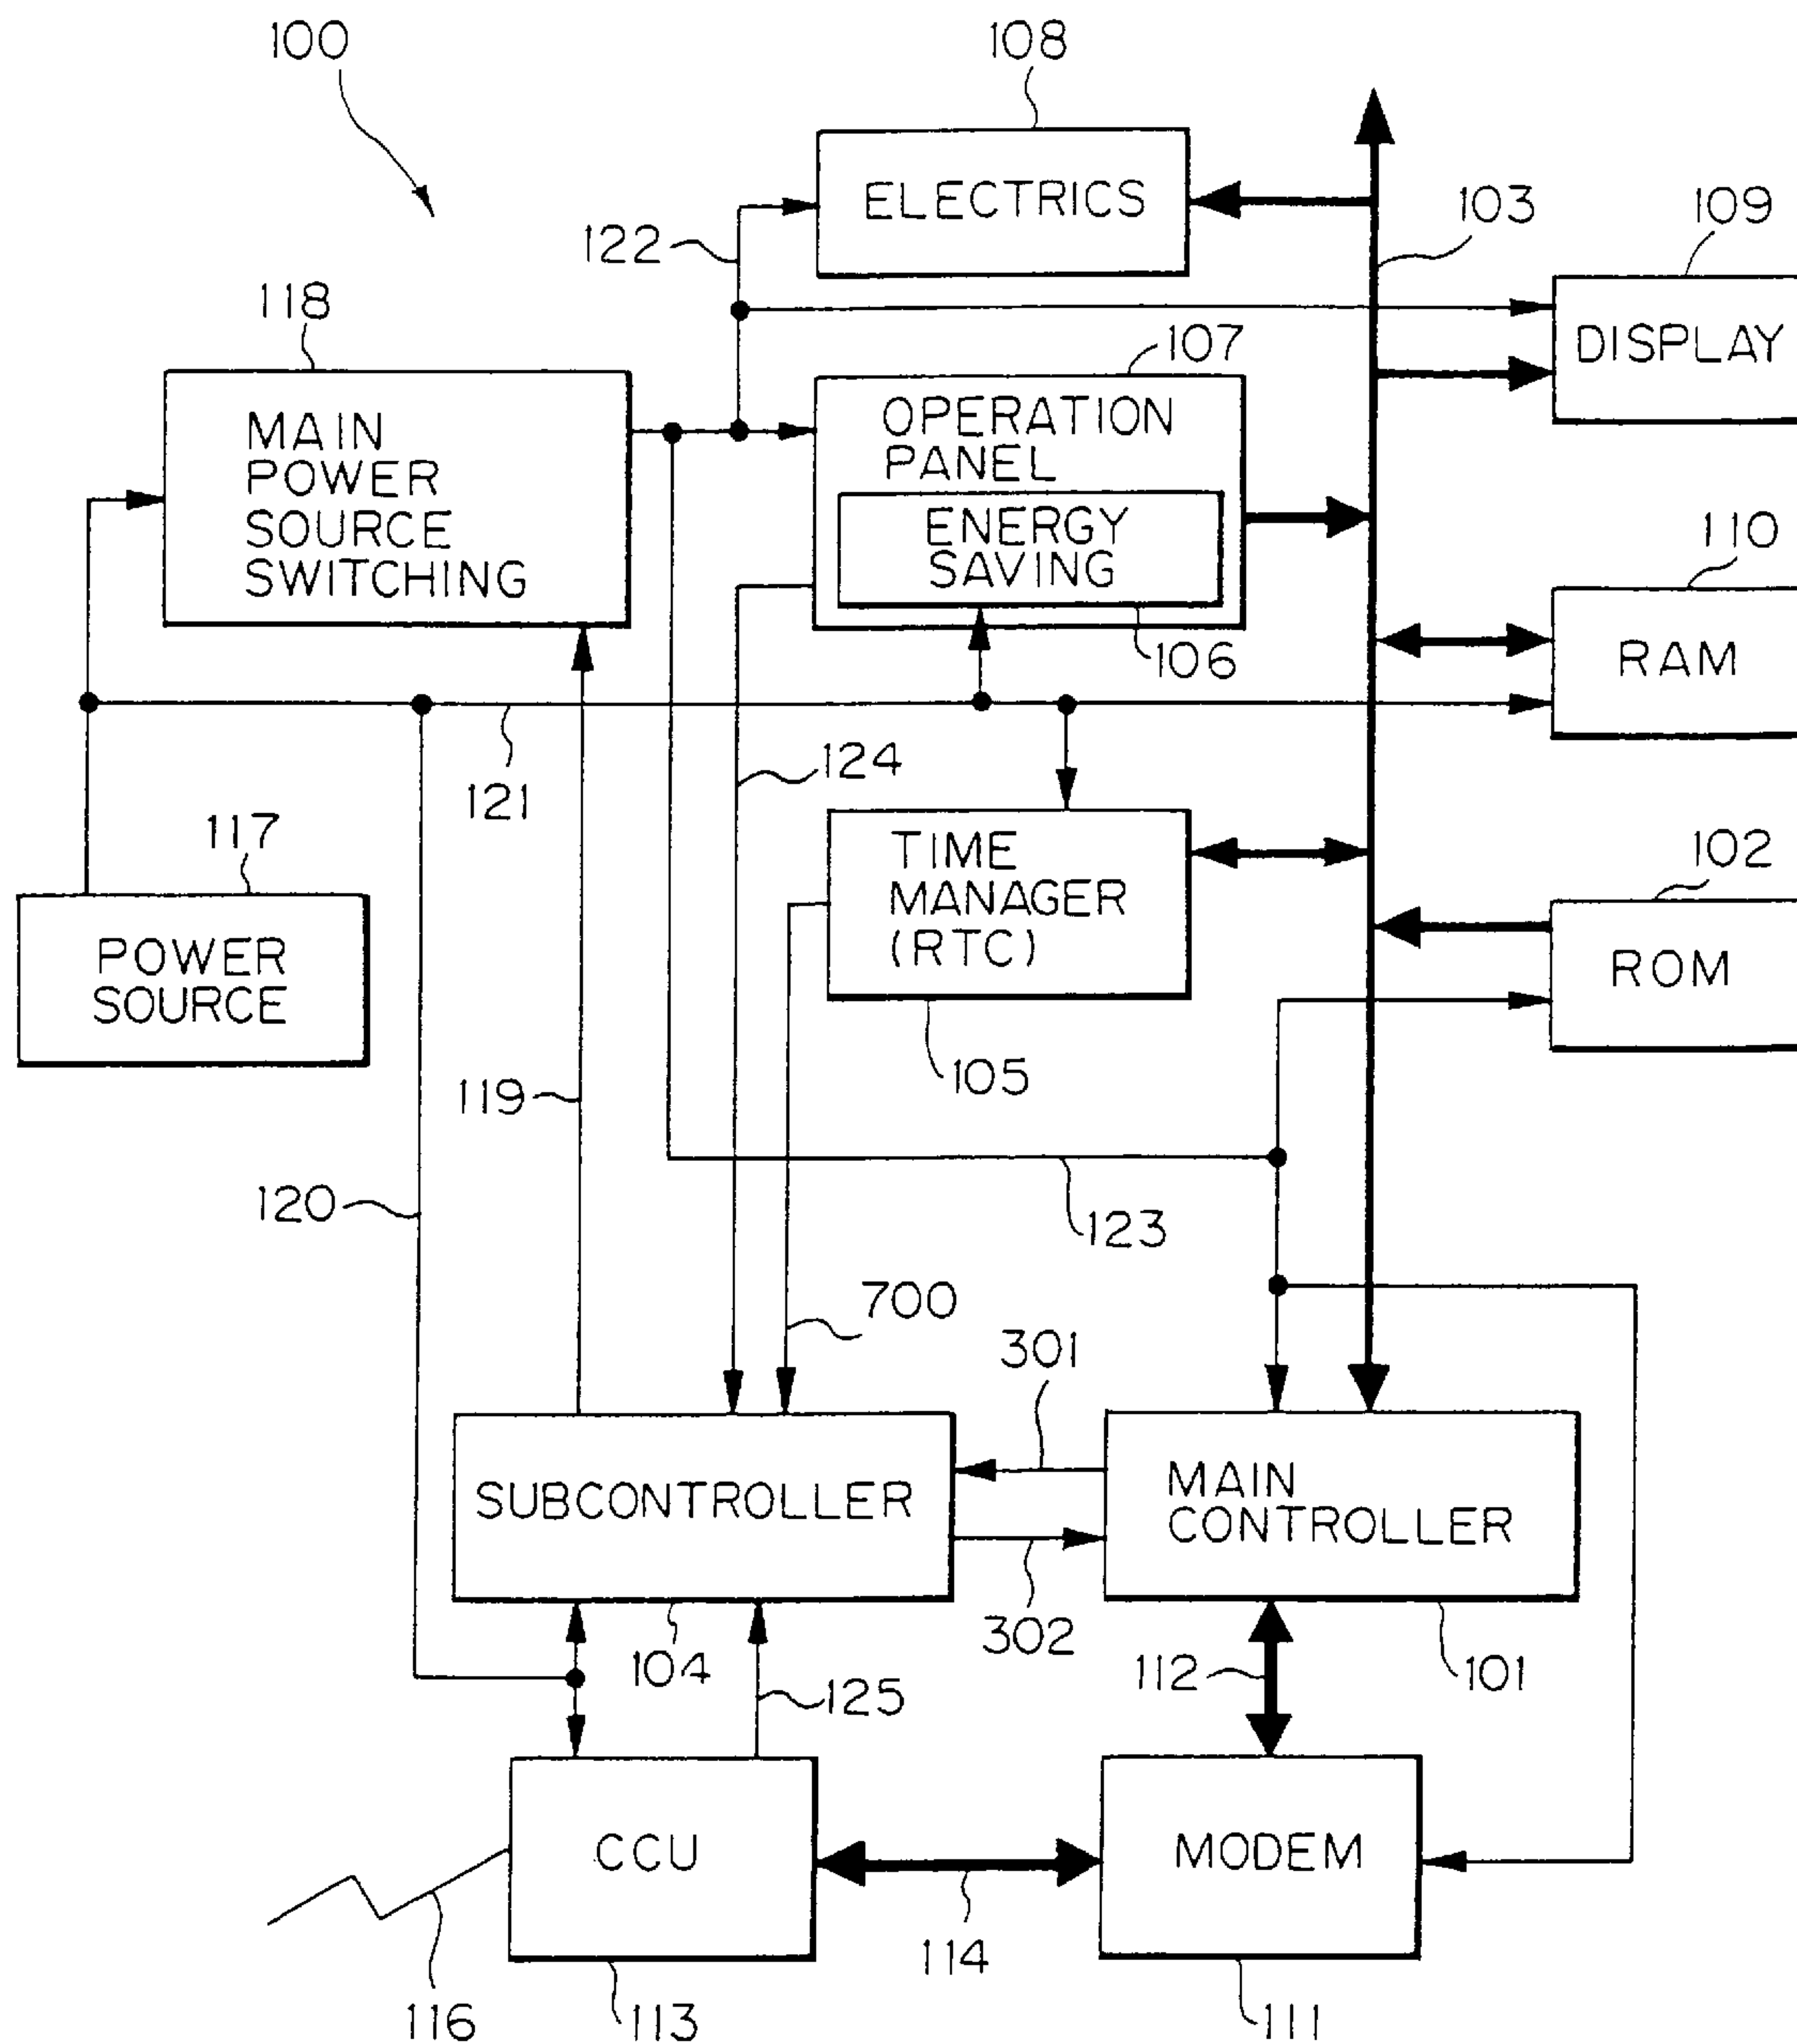 100
108
ELECTRICS
103
109
122
DISPLAY
118
107
MAIN
POWER
SOURCE
SWITCHING
OPERATION
PANEL
ENERGY
SAVING
110
106
RAM
124
121
117
TIME
MANAGER
(RTC)
102
POWER
SOURCE
ROM
105
119
120
123
700
301
SUBCONTROLLER
MAIN
CONTROLLER
302
104
125
112
101
CCU
MODEM
114
116
113
111